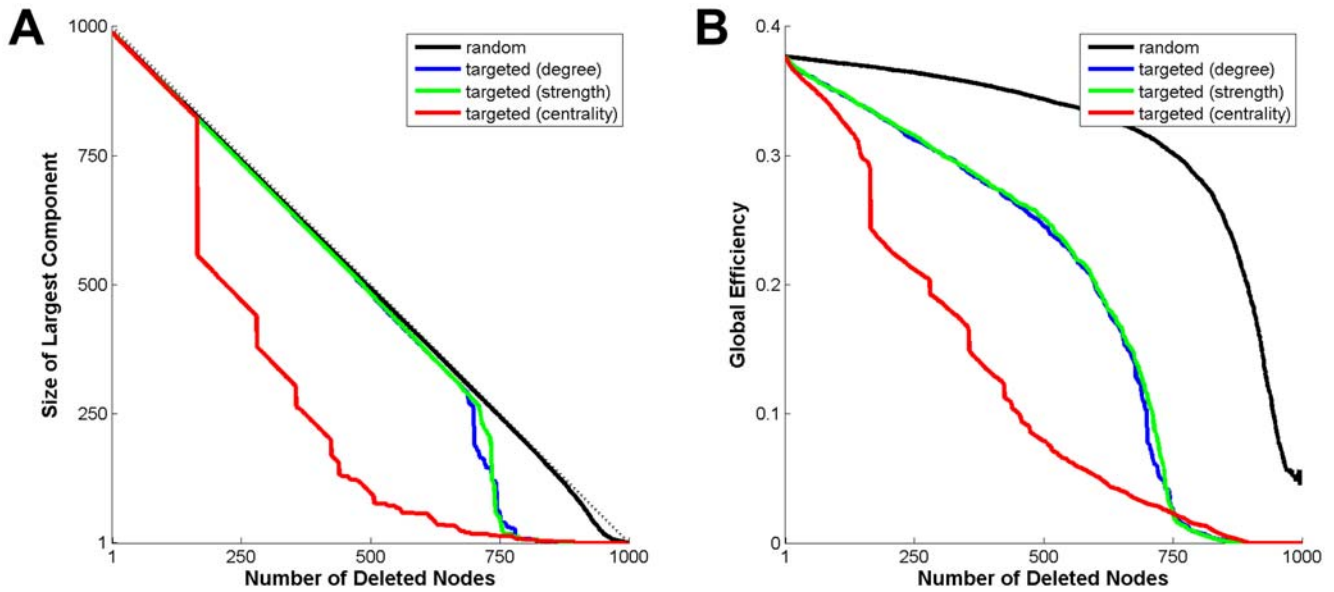 A
1000
750
500
250
1
Size of Largest Component
random
targeted (degree)
targeted (strength)
targeted (centrality)
1
250
500
750
1000
Number of Deleted Nodes
B
0.4
0.3
0.2
0.1
0
Global Efficiency
random
targeted (degree)
targeted (strength)
targeted (centrality)
1
250
500
750
1000
Number of Deleted Nodes